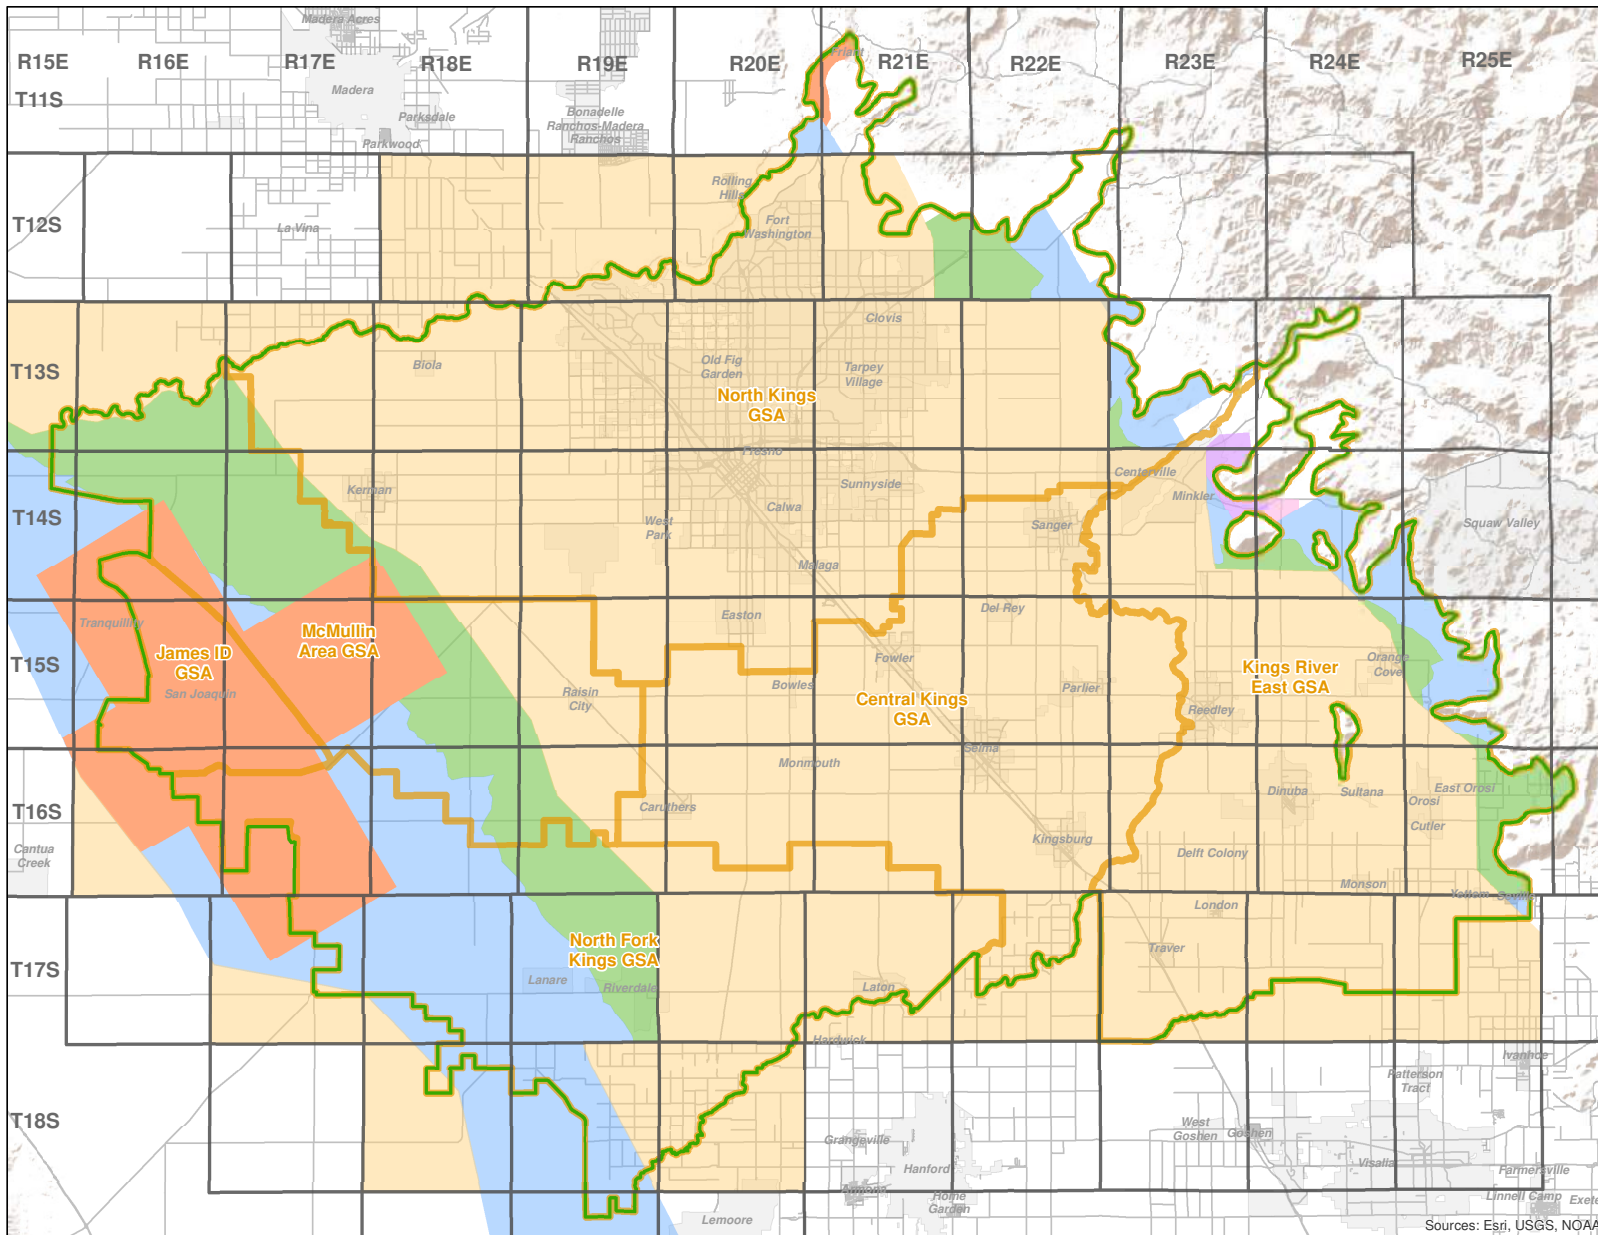 Madera Acres
R15E
R16E
R17E
R18E
R19E
R20E
R21E
R22E
R23E
R24E
R25E
Friant
T11S
Madera
Parksdale
Parkwood
Bonadelle
Ranchos-Madera
Ranchos
Rolling
Hills
Fort
Washington
T12S
La Vina
Clovis
T13S
Biola
Old Fig
Garden
Tarpey
Village
North Kings
GSA
Fresno
Centerville
Minkler
Kerman
Sunnyside
Calwa
West
Park
Sanger
T14S
Squaw Valley
Malaga
Easton
Del Rey
Tranquillity
James ID
GSA
McMullin
Area GSA
T15S
San Joaquin
Fowler
Bowles
Raisin
City
Central Kings
GSA
Parlier
Kings River
East GSA
Orange
Cove
Reedley
Selma
Monmouth
T16S
Caruthers
Dinuba
Sultana
East Orosi
Orosi
Cutler
Cantua
Creek
Kingsburg
Delft Colony
Monson
Yettem
Seville
London
Traver
North Fork
Kings GSA
T17S
Lanare
Riverdale
Laton
Hardwick
Ivanhoe
Patterson
Tract
T18S
West
Goshen
Goshen
Grangeville
Hanford
Visalia
Farmersville
Armona
Home
Garden
Linnell Camp
Exete
Lemoore
Sources: Esri, USGS, NOAA